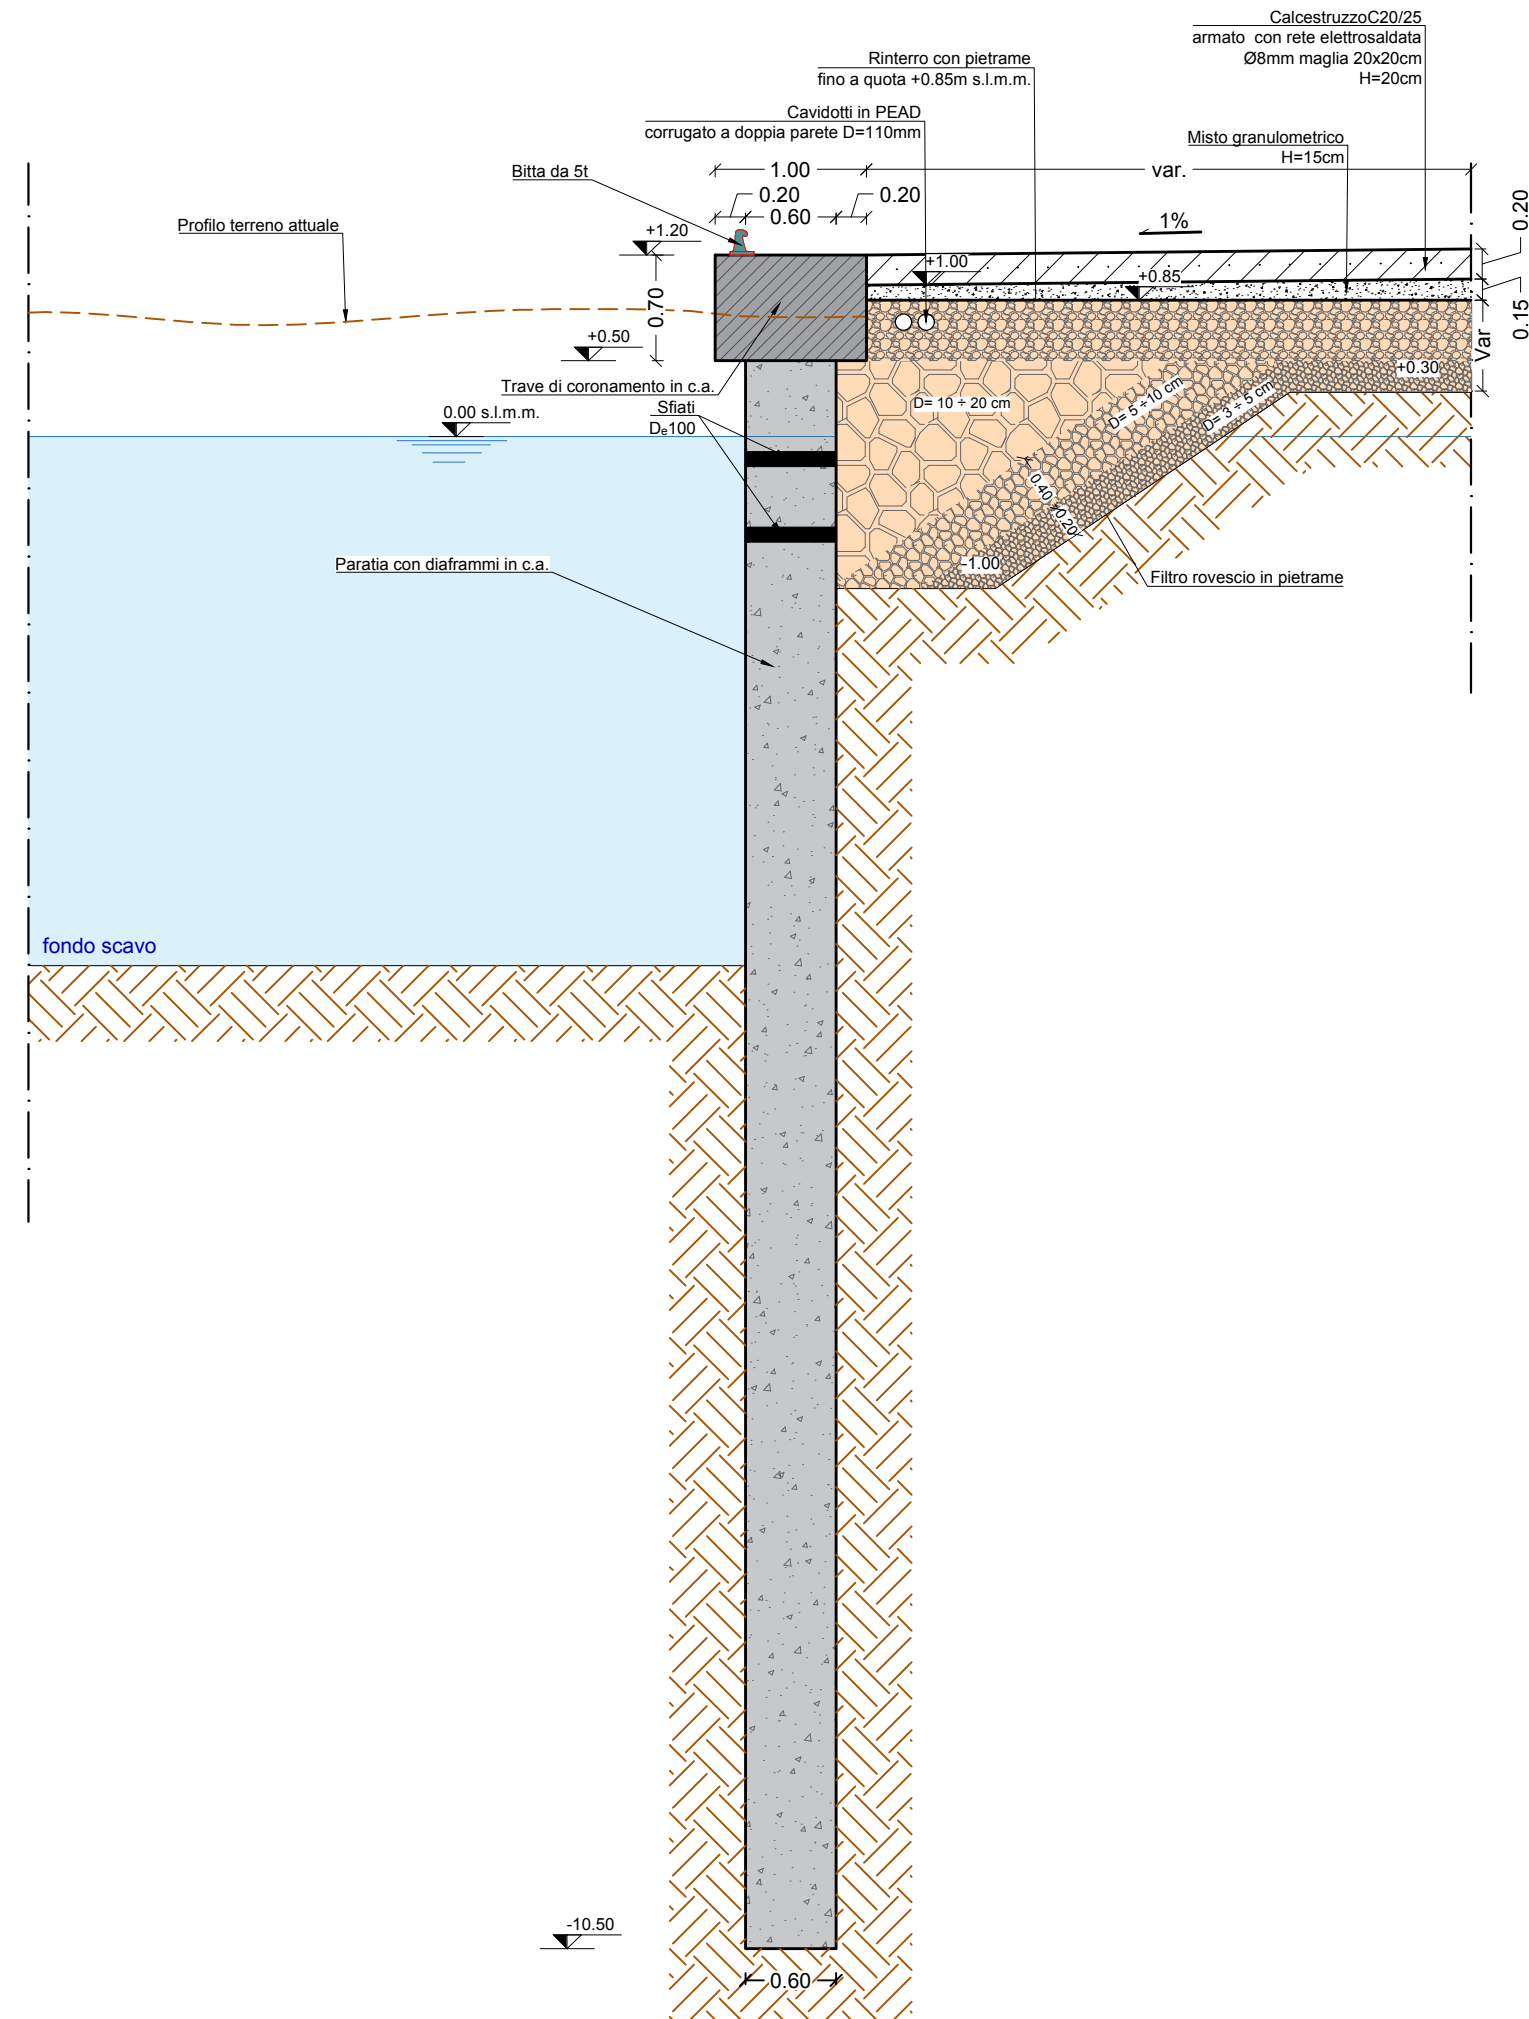 CalcestruzzoC20/25
armato con rete elettrosaldata
Ø8mm maglia 20x20cm
H=20cm
Rinterro con pietrame
fino a quota +0.85m s.l.m.m.
Cavidotti in PEAD
corrugato a doppia parete D=110mm
Misto granulometrico
H=15cm
Bitta da 5t
1.00
var.
0.20
0.60
0.20
Profilo terreno attuale
+1.20
1%
0.20
+1.00
+0.85
0.15
0.70
+0.50
Var
+0.30
Trave di coronamento in c.a.
0.00 s.l.m.m.
Sfiati
De100
D= 10 ÷ 20 cm
D= 5 ÷10 cm
D= 3 ÷ 5 cm
0.40
0.20
-1.00
Paratia con diaframmi in c.a.
Filtro rovescio in pietrame
fondo scavo
-10.50
0.60